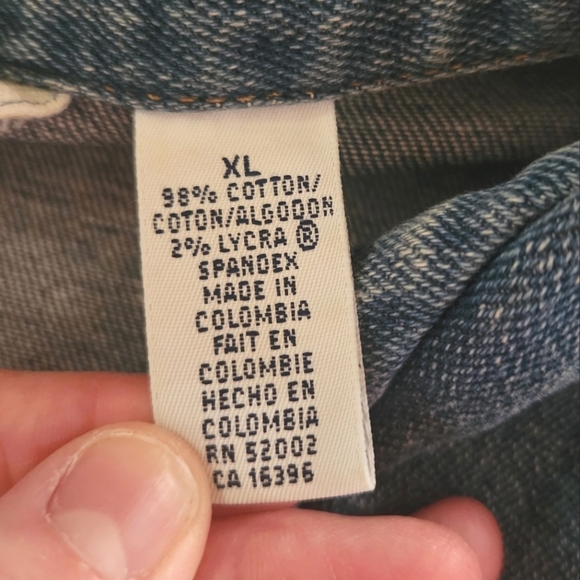 XL
98% COTTON/
COTON/ALGODON
2% LYCRA ®
SPANDEX
MADE IN
COLOMBIA
FAIT EN
COLOMBIE
HECHO EN
COLOMBIA
RN 52002
CA 16396